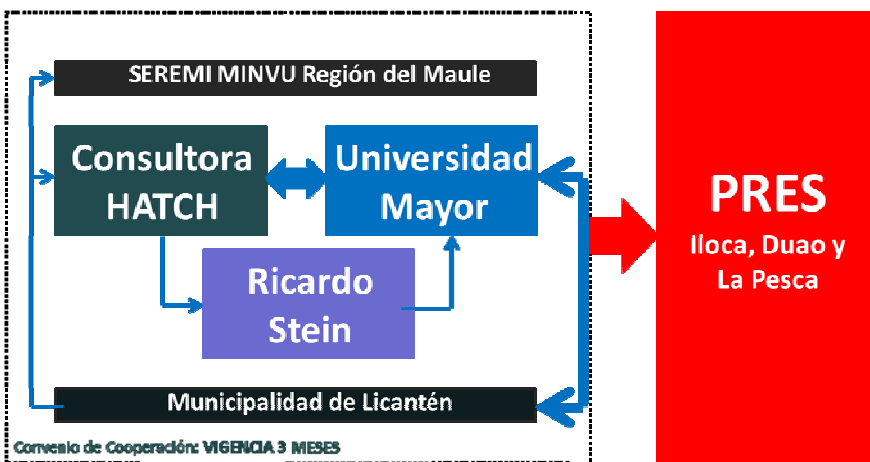 SEREMI MINVU Región del Maule
Consultora
HATCH
Universidad
Mayor
Ricardo
Stein
Municipalidad de Licantén
Convenio de Cooperación: VIGENCIA 3 MESES
PRES
Iloca, Duao y
La Pesca